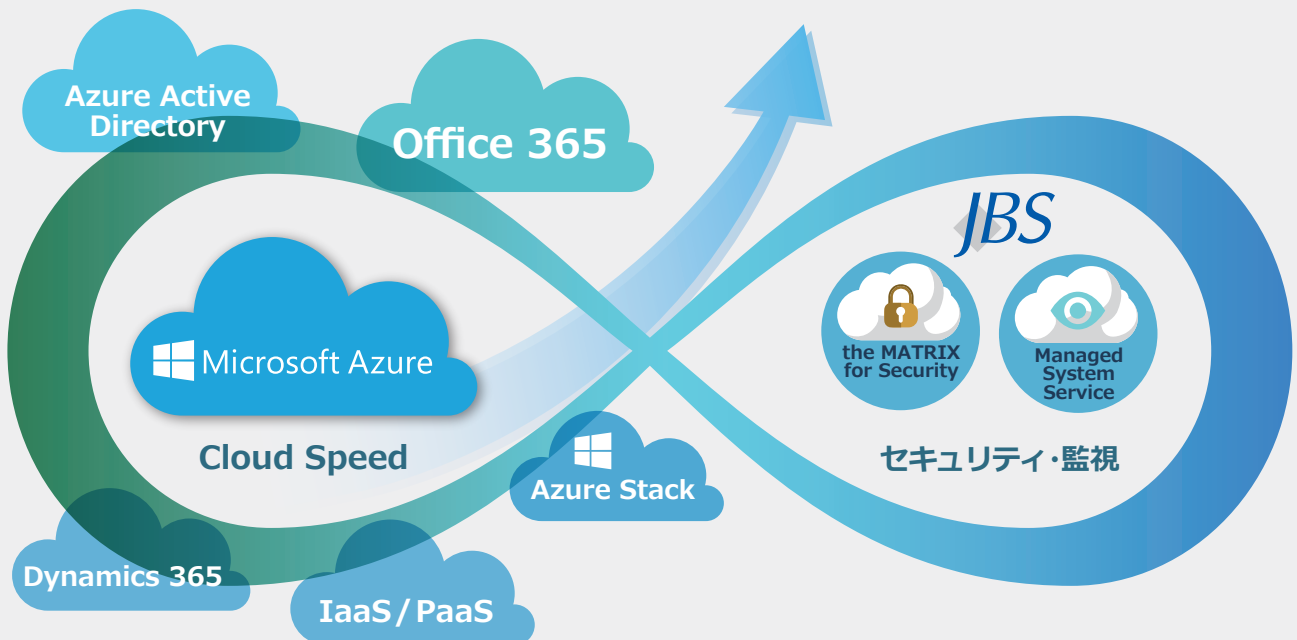 Azure Active
Directory
Office 365
Microsoft Azure
Cloud Speed
Azure Stack
Dynamics 365
IaaS/PaaS
JBS
the MATRIX
for Security
Managed
System
Service
セキュリティ・監視